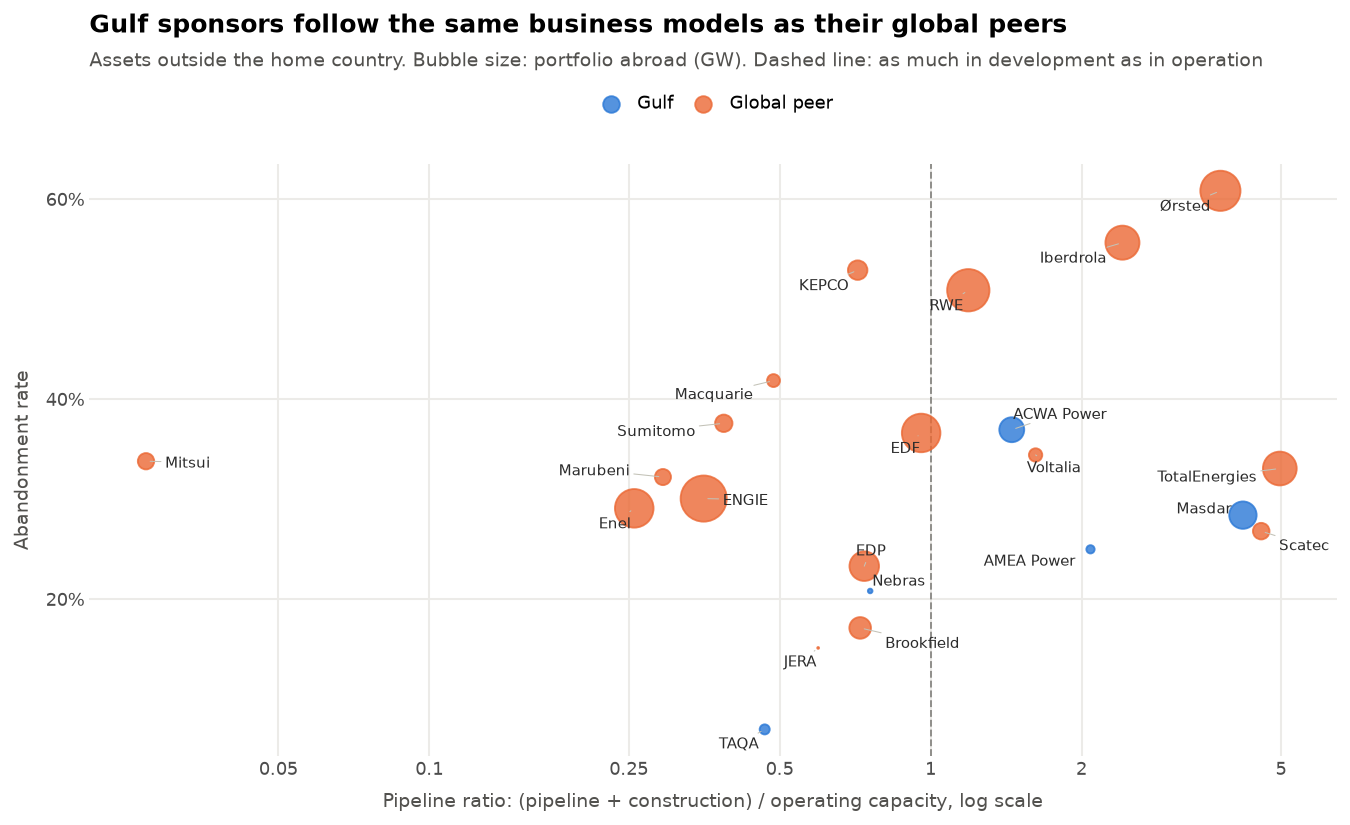 Gulf sponsors follow the same business models as their global peers
Assets outside the home country. Bubble size: portfolio abroad (GW). Dashed line: as much in development as in operation
Gulf
Global peer
Abandonment rate
60%
40%
20%
Ørsted
Iberdrola
KEPCO
RWE
Macquarie
ACWA Power
Sumitomo
EDF
Mitsui
Marubeni
Voltalia
TotalEnergies
ENGIE
Enel
Masdar
Scatec
EDP
AMEA Power
Nebras
Brookfield
JERA
TAQA
0.05
0.1
0.25
0.5
1
2
5
Pipeline ratio: (pipeline + construction) / operating capacity, log scale